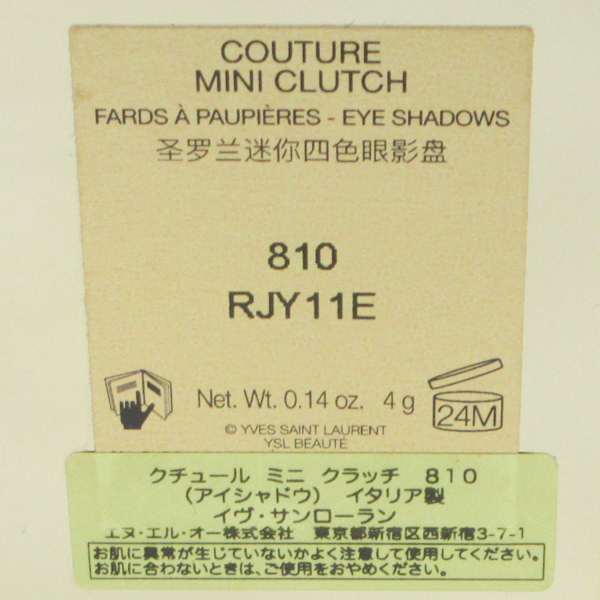 COUTURE
MINI CLUTCH
FARDS À PAUPIÈRES - EYE SHADOWS
圣罗兰迷你四色眼影盘
810
RJY11E
Net. Wt. 0.14 oz. 4 g
24M
© YVES SAINT LAURENT
YSL BEAUTÉ
クチュール ミニ クラッチ 810
（アイシャドウ） イタリア製
イヴ・サンローラン
エヌ・エル・オー株式会社 東京都新宿区西新宿3-7-1
お肌に異常が生じていないかよく注意して使用してください。
お肌に合わないときは、ご使用をおやめください。